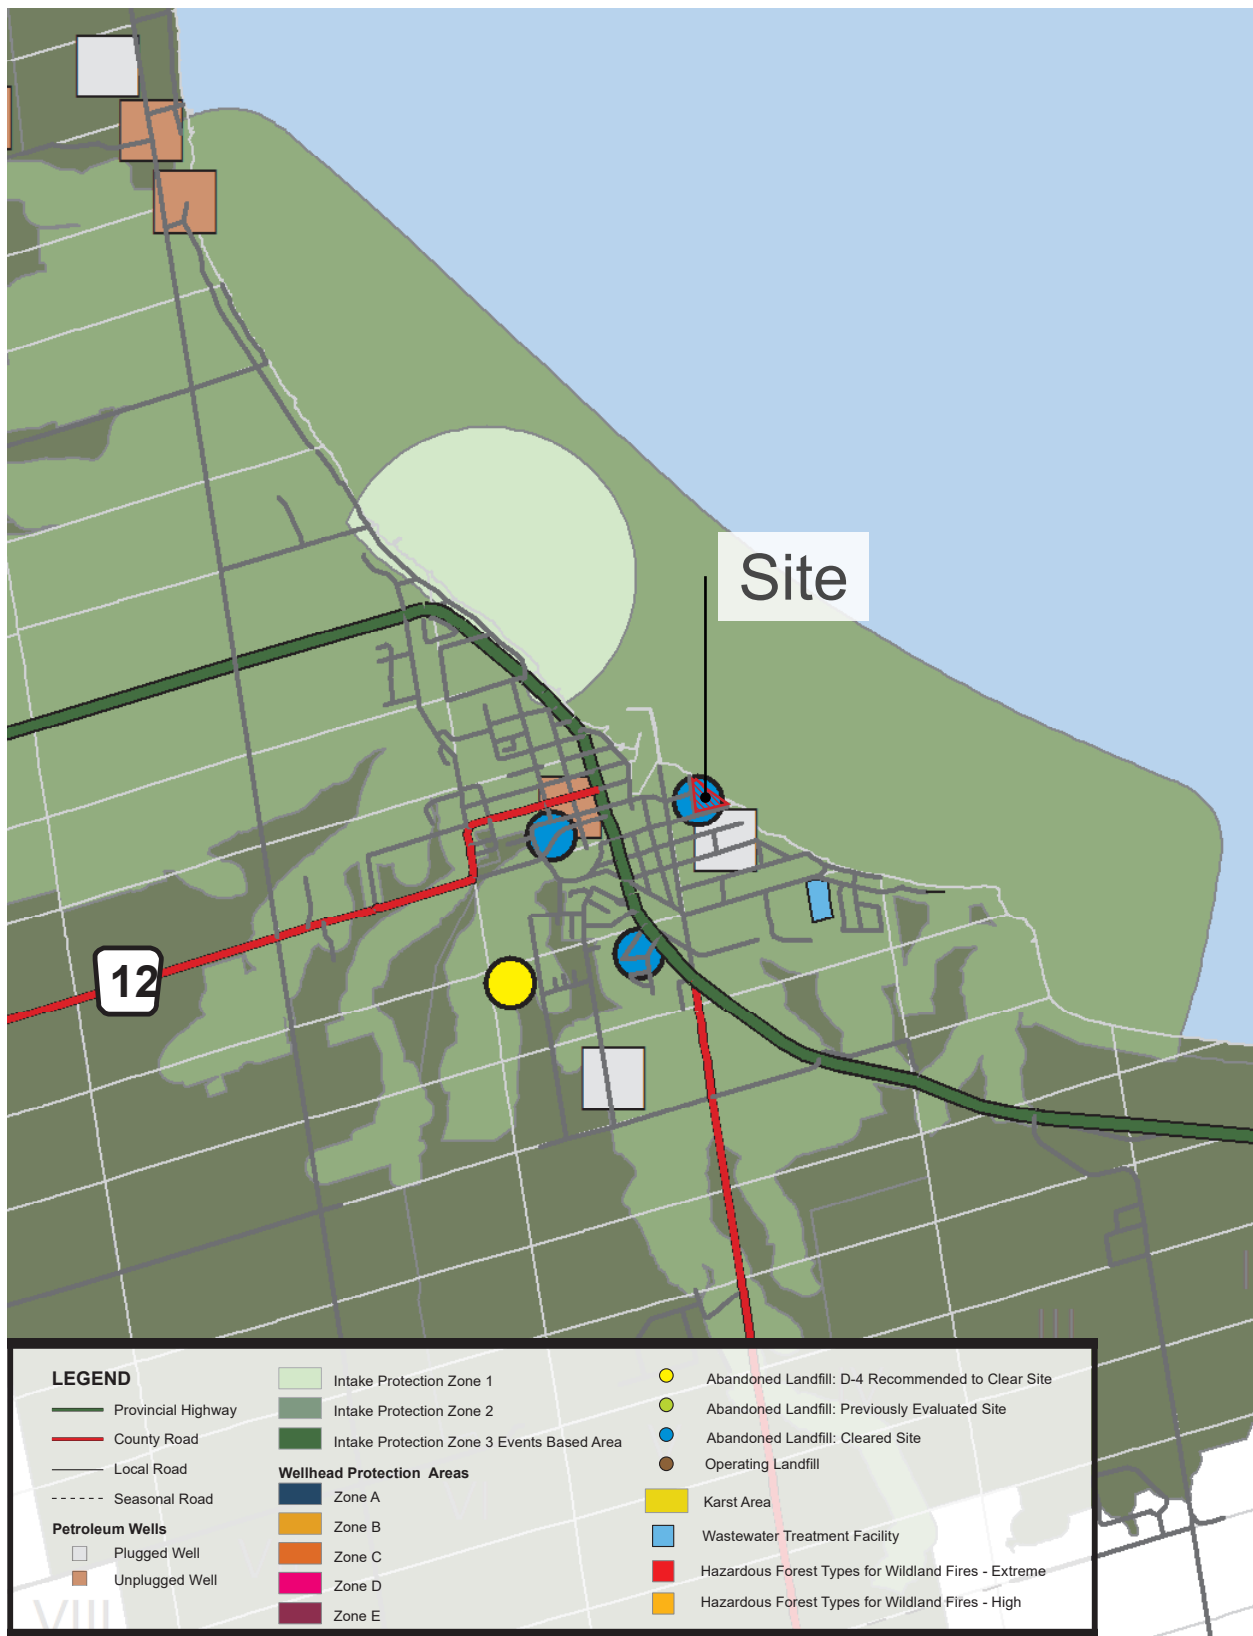 Site
12
LEGEND
Provincial Highway
County Road
Local Road
Seasonal Road
Petroleum Wells
Plugged Well
Unplugged Well
VIII
Intake Protection Zone 1
Intake Protection Zone 2
Intake Protection Zone 3 Events Based Area
Wellhead Protection Areas
Zone A
Zone B
Zone C
Zone D
Zone E
Abandoned Landfill: D-4 Recommended to Clear Site
Abandoned Landfill: Previously Evaluated Site
Abandoned Landfill: Cleared Site
Operating Landfill
Karst Area
Wastewater Treatment Facility
Hazardous Forest Types for Wildland Fires - Extreme
Hazardous Forest Types for Wildland Fires - High